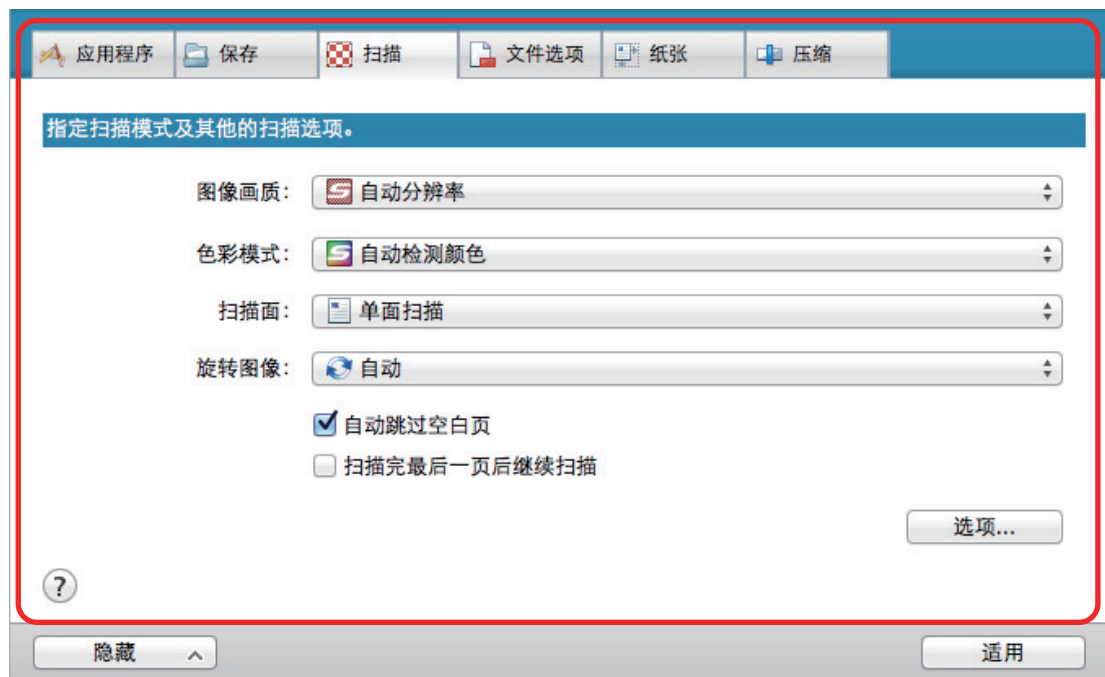 应用程序 保存 扫描 文件选项 纸张 压缩
指定扫描模式及其他的扫描选项。
图像画质: 自动分辨率
色彩模式: 自动检测颜色
扫描面: 单面扫描
旋转图像: 自动
自动跳过空白页
扫描完最后一页后继续扫描
选项...
?
隐藏 适用